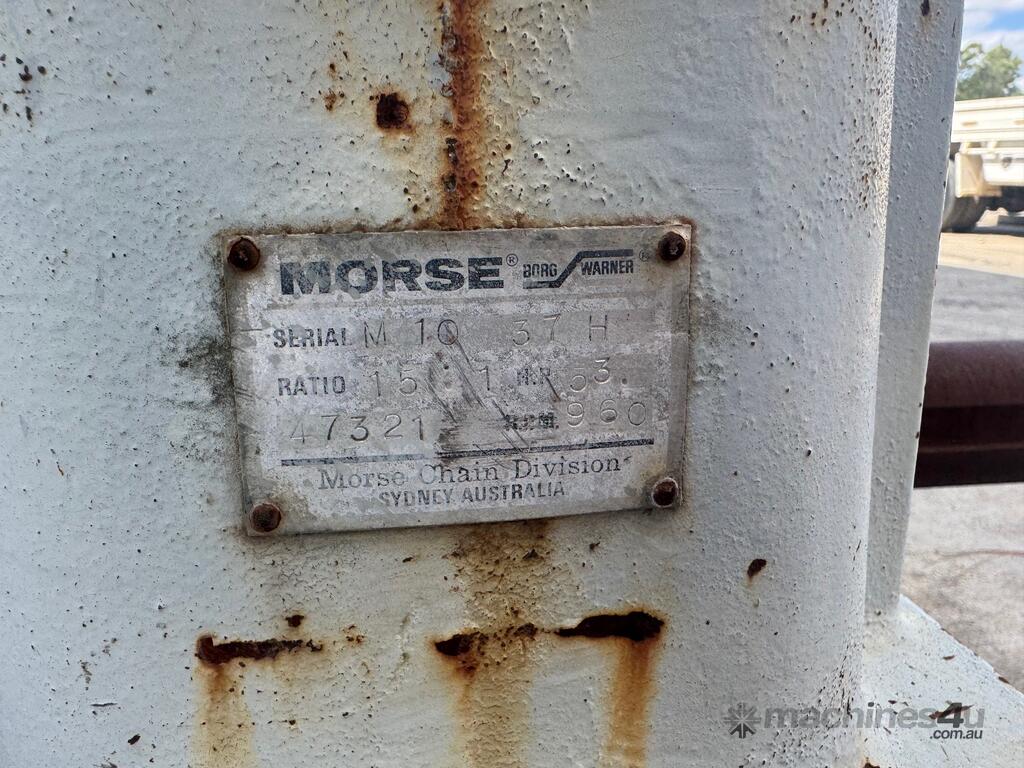 MORSE® BORG WARNER®
SERIAL M 10 37 H
RATIO 15:1 H.P. 33.
47321 R.P.M. 960
Morse Chain Division
SYDNEY AUSTRALIA
machines4u
.com.au